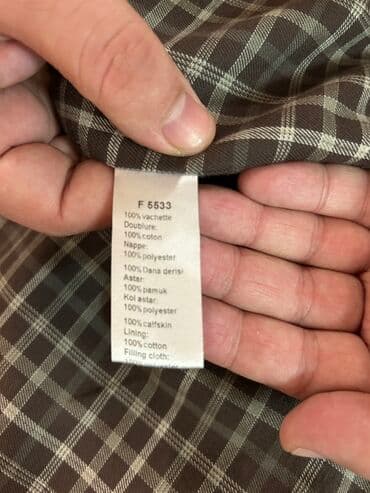 F 5533
100% vachette
Doublure:
100% coton
Nappe:
100% polyester
100% Dana derisi
Astar:
100% pamuk
Kol astar:
100% polyester
100% calfskin
Lining:
100% cotton
Filling cloth: